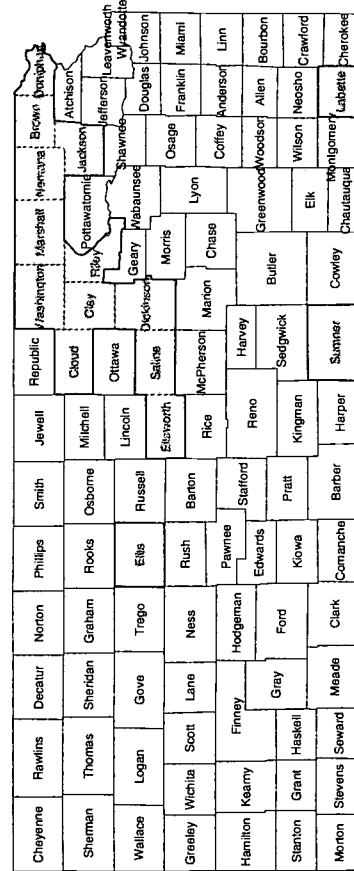 Cheyenne
Rawlins
Decatur
Norton
Phillips
Smith
Jewell
Republic
Washington
Marshall
Nemaha
Brown
Doniphan
Sherman
Thomas
Sheridan
Graham
Rooks
Osborne
Mitchell
Cloud
Clay
Riley
Pottawatomie
Jackson
Atchison
Jefferson
Leavenworth
Wyandotte
Wallace
Logan
Gove
Trego
Ellis
Russell
Lincoln
Ottawa
Ellsworth
Saline
Dickinson
Geary
Wabaunsee
Shawnee
Douglas
Johnson
Greeley
Wichita
Scott
Lane
Ness
Rush
Barton
Rice
McPherson
Marion
Morris
Chase
Lyon
Osage
Franklin
Miami
Coffey
Anderson
Linn
Hamilton
Kearny
Finney
Hodgeman
Pawnee
Edwards
Stafford
Reno
Harvey
Butler
Greenwood
Woodson
Allen
Bourbon
Gray
Ford
Kiowa
Pratt
Kingman
Sedgwick
Elk
Wilson
Neosho
Crawford
Stanton
Grant
Haskell
Morton
Stevens
Seward
Meade
Clark
Comanche
Barber
Harper
Sumner
Cowley
Chautauqua
Montgomery
Labette
Cherokee